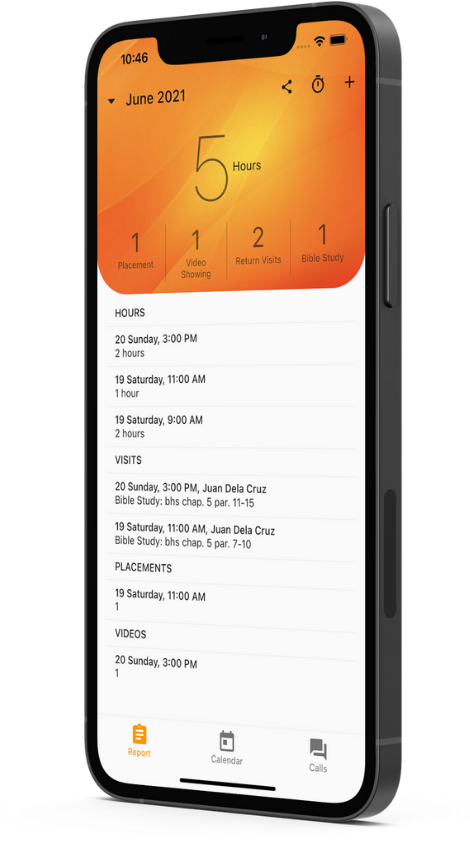 10:46
June 2021
5 Hours
1 1 2 1
Placement Video Showing Return Visits Bible Study
HOURS
20 Sunday, 3:00 PM
2 hours
19 Saturday, 11:00 AM
1 hour
19 Saturday, 9:00 AM
2 hours
VISITS
20 Sunday, 3:00 PM, Juan Dela Cruz
Bible Study: bhs chap. 5 par. 11-15
19 Saturday, 11:00 AM, Juan Dela Cruz
Bible Study: bhs chap. 5 par. 7-10
PLACEMENTS
19 Saturday, 11:00 AM
1
VIDEOS
20 Sunday, 3:00 PM
1
Report Calendar Calls